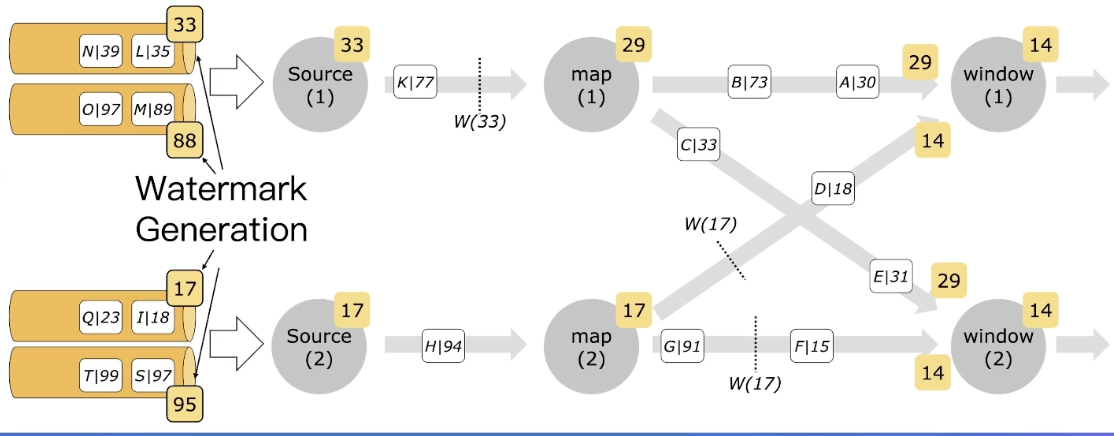 33
N|39 L|35
33
29
14
Source
(1)
K|77
W(33)
map
(1)
B|73
A|30
29
window
(1)
O|97 M|89
88
14
C|33
D|18
Watermark
Generation
W(17)
17
Q|23 I|18
17
17
E|31
29
14
Source
(2)
H|94
map
(2)
G|91
W(17)
F|15
window
(2)
T|99 S|97
95
14